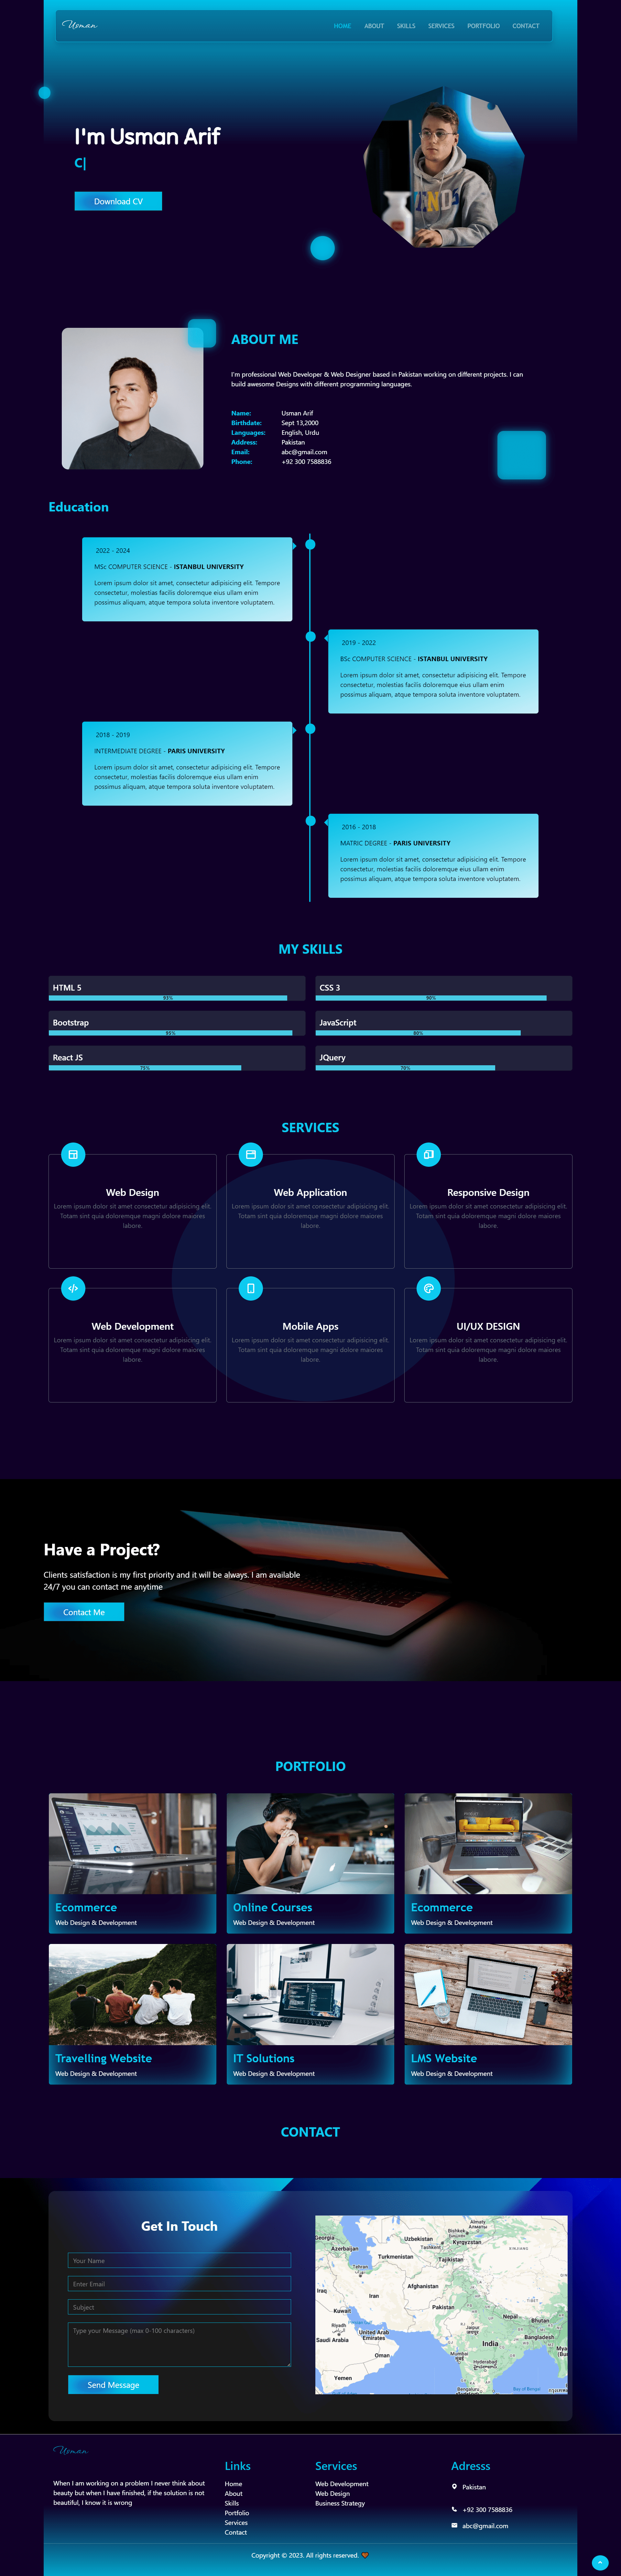 Usman
HOME ABOUT SKILLS SERVICES PORTFOLIO CONTACT
I'm Usman Arif
C|
Download CV
ABOUT ME
I'm professional Web Developer & Web Designer based in Pakistan working on different projects. I can
build awesome Designs with different programming languages.
Name: Usman Arif
Birthdate: Sept 13,2000
Languages: English, Urdu
Address: Pakistan
Email: abc@gmail.com
Phone: +92 300 7588836
Education
2022 - 2024
MSc COMPUTER SCIENCE - ISTANBUL UNIVERSITY
Lorem ipsum dolor sit amet, consectetur adipisicing elit. Tempore
consectetur, molestias facilis doloremque eius ullam enim
possimus aliquam, atque tempora soluta inventore voluptatem.
2019 - 2022
BSc COMPUTER SCIENCE - ISTANBUL UNIVERSITY
Lorem ipsum dolor sit amet, consectetur adipisicing elit. Tempore
consectetur, molestias facilis doloremque eius ullam enim
possimus aliquam, atque tempora soluta inventore voluptatem.
2018 - 2019
INTERMEDIATE DEGREE - PARIS UNIVERSITY
Lorem ipsum dolor sit amet, consectetur adipisicing elit. Tempore
consectetur, molestias facilis doloremque eius ullam enim
possimus aliquam, atque tempora soluta inventore voluptatem.
2016 - 2018
MATRIC DEGREE - PARIS UNIVERSITY
Lorem ipsum dolor sit amet, consectetur adipisicing elit. Tempore
consectetur, molestias facilis doloremque eius ullam enim
possimus aliquam, atque tempora soluta inventore voluptatem.
MY SKILLS
HTML 5
93%
CSS 3
90%
Bootstrap
95%
JavaScript
80%
React JS
75%
JQuery
70%
SERVICES
Web Design
Lorem ipsum dolor sit amet consectetur adipisicing elit.
Totam sint quia doloremque magni dolore maiores
labore.
Web Application
Lorem ipsum dolor sit amet consectetur adipisicing elit.
Totam sint quia doloremque magni dolore maiores
labore.
Responsive Design
Lorem ipsum dolor sit amet consectetur adipisicing elit.
Totam sint quia doloremque magni dolore maiores
labore.
Web Development
Lorem ipsum dolor sit amet consectetur adipisicing elit.
Totam sint quia doloremque magni dolore maiores
labore.
Mobile Apps
Lorem ipsum dolor sit amet consectetur adipisicing elit.
Totam sint quia doloremque magni dolore maiores
labore.
UI/UX DESIGN
Lorem ipsum dolor sit amet consectetur adipisicing elit.
Totam sint quia doloremque magni dolore maiores
labore.
Have a Project?
Clients satisfaction is my first priority and it will be always. I am available
24/7 you can contact me anytime
Contact Me
PORTFOLIO
Ecommerce
Web Design & Development
Online Courses
Web Design & Development
Ecommerce
Web Design & Development
Travelling Website
Web Design & Development
IT Solutions
Web Design & Development
LMS Website
Web Design & Development
CONTACT
Get In Touch
Your Name
Enter Email
Subject
Type your Message (max 0-100 characters)
Send Message
Georgia
Azerbaijan
Uzbekistan
Bishkek
Almaty
Kyrgyzstan
Tashkent
Turkmenistan
Tajikistan
XINJIANG
Tehran
Iraq
Iran
Afghanistan
Kuwait
Pakistan
Nepal
Bhutan
Riyadh
Saudi Arabia
United Arab
Emirates
Jaipur
Bangladesh
Oman
Mumbai
India
Hyderabad
Yemen
Bengaluru
Bay of Bengal
Usman
When I am working on a problem I never think about
beauty but when I have finished, if the solution is not
beautiful, I know it is wrong
Links
Home
About
Skills
Portfolio
Services
Contact
Services
Web Development
Web Design
Business Strategy
Adresss
Pakistan
+92 300 7588836
abc@gmail.com
Copyright © 2023. All rights reserved. 🧡